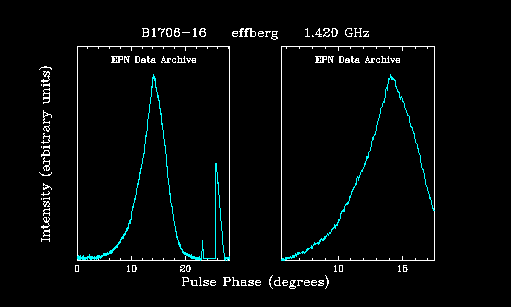 B1706-16 effberg 1.420 GHz
EPN Data Archive EPN Data Archive
Intensity (arbitrary units)
0 10 20 10 15
Pulse Phase (degrees)